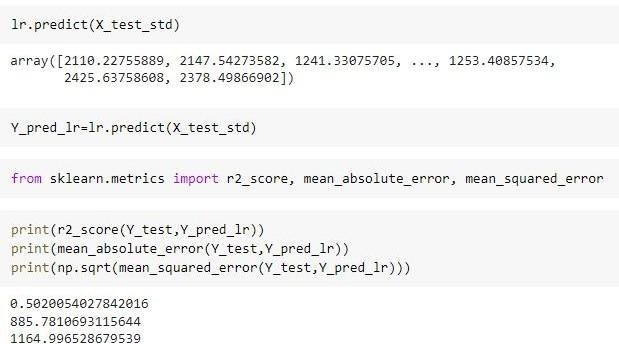 lr.predict(X_test_std)
array([2110.22755889, 2147.54273582, 1241.33075705, ..., 1253.40857534,
2425.63758608, 2378.49866902])
Y_pred_lr=lr.predict(X_test_std)
from sklearn.metrics import r2_score, mean_absolute_error, mean_squared_error
print(r2_score(Y_test,Y_pred_lr))
print(mean_absolute_error(Y_test,Y_pred_lr))
print(np.sqrt(mean_squared_error(Y_test,Y_pred_lr)))
0.5020054027842016
885.7810693115644
1164.996528679539